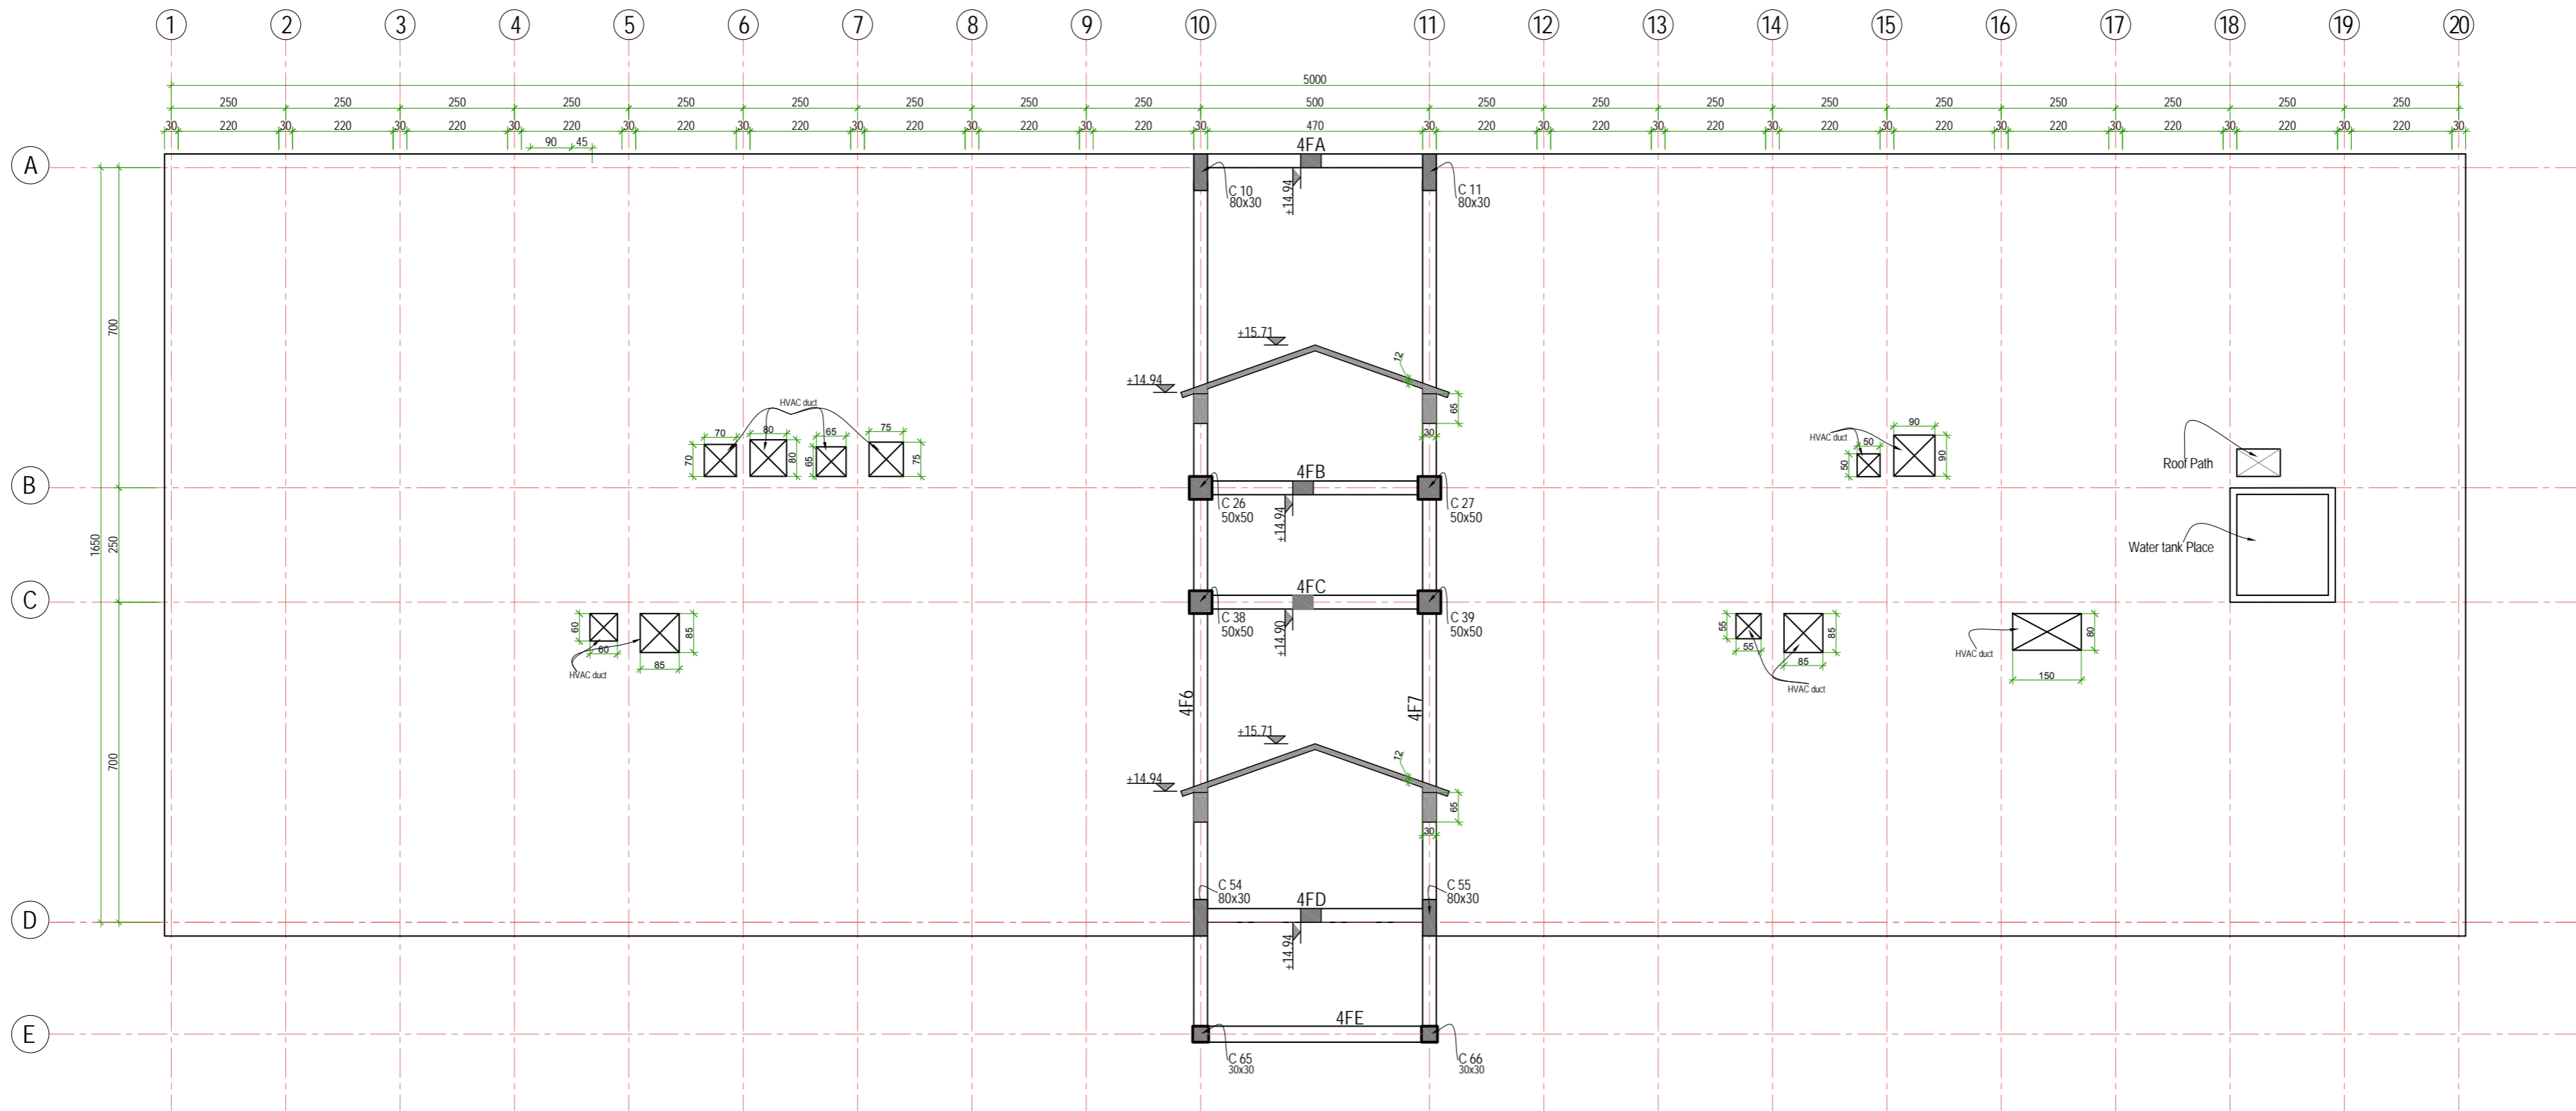 1 2 3 4 5 6 7 8 9 10 11 12 13 14 15 16 17 18 19 20
5000
250 250 250 250 250 250 250 250 250 500 250 250 250 250 250 250 250 250 250
30 220 30 220 30 220 30 220 30 220 30 220 30 220 30 220 30 220 30 470 30 220 30 220 30 220 30 220 30 220 30 220 30 220 30 220 30 220 30
90 45
4FA
A
±14.94
C 10
80x30
C 11
80x30
700
+15.71
12
±14.94
65
30
HVAC duct
70 80 65 75
70 80 65 75
HVAC duct
50 90
50 90
Roof Path
4FB
B
C 26
50x50
±14.94
C 27
50x50
1650
250
Water tank Place
4FC
C
C 38
50x50
±14.90
C 39
50x50
60 85
60 85
HVAC duct
55 85
55 85
HVAC duct
80
150
HVAC duct
4F6
4F7
700
+15.71
12
±14.94
65
30
C 54
80x30
C 55
80x30
4FD
D
±14.94
4FE
E
C 65
30x30
C 66
30x30